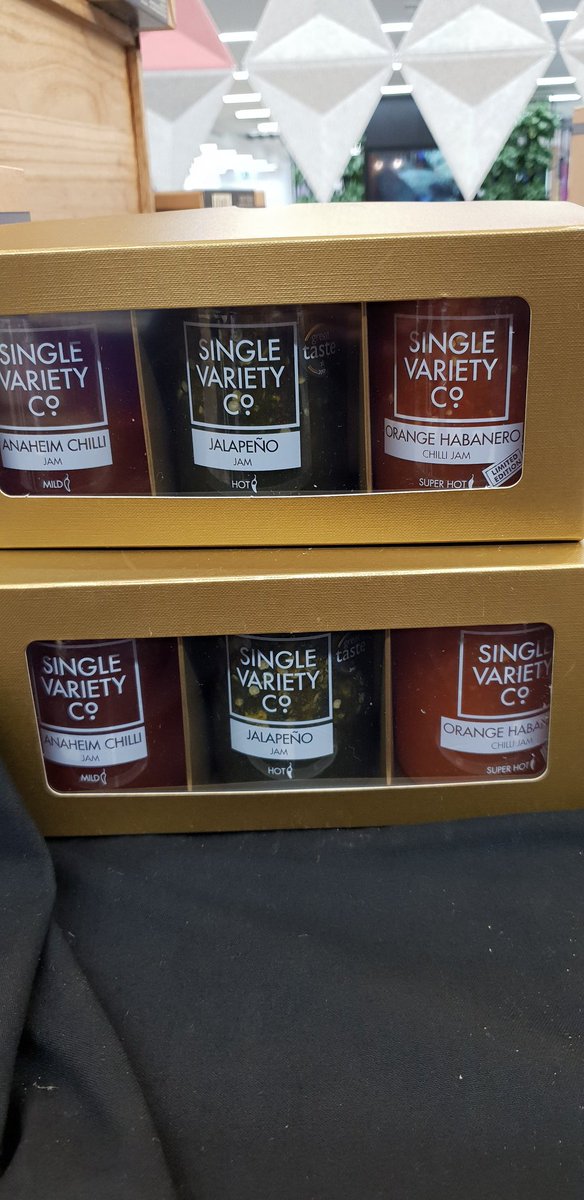 SINGLE
VARIETY
Co
ANAHEIM CHILLI
JAM
MILD
SINGLE
VARIETY
Co
JALAPEÑO
JAM
HOT
great
taste
SINGLE
VARIETY
Co
ORANGE HABANERO
CHILLI JAM
SUPER HOT
LIMITED
EDITION
SINGLE
VARIETY
Co
ANAHEIM CHILLI
JAM
MILD
SINGLE
VARIETY
Co
JALAPEÑO
JAM
HOT
great
taste
SINGL
VARIETY
Co
ORANGE HABAN
CHILLI JAM
SUPER HOT